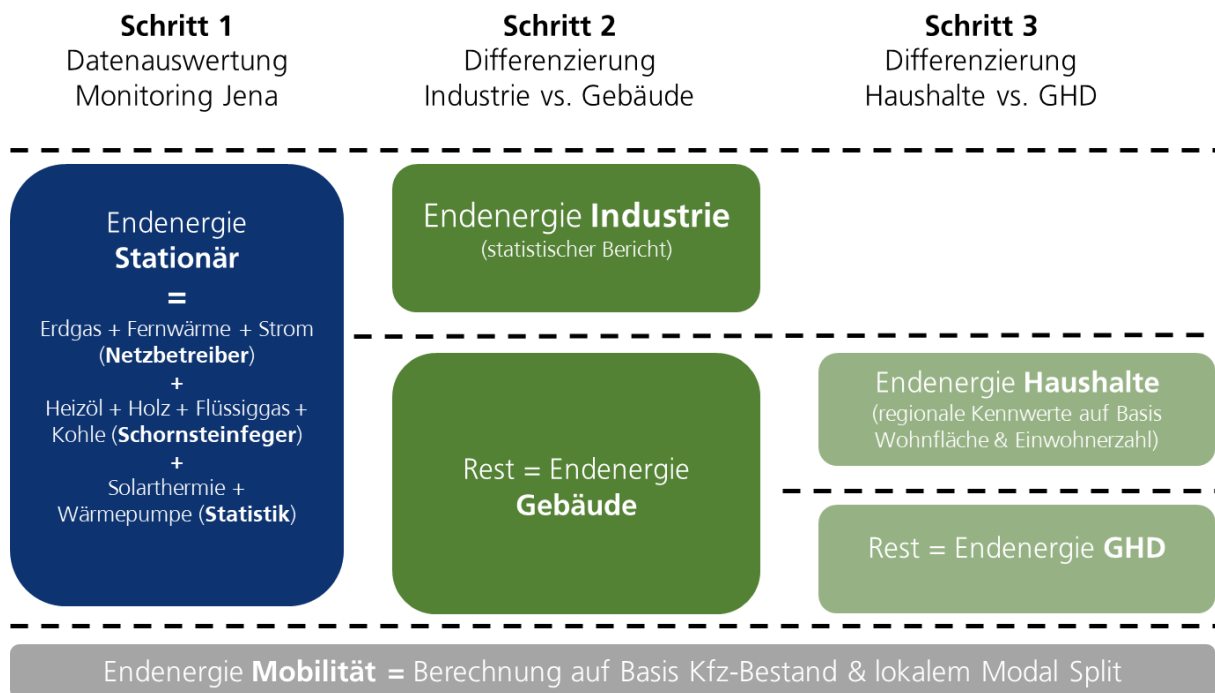 Schritt 1
Datenauswertung
Monitoring Jena
Schritt 2
Differenzierung
Industrie vs. Gebäude
Schritt 3
Differenzierung
Haushalte vs. GHD
Endenergie
Stationär
=
Erdgas + Fernwärme + Strom
(Netzbetreiber)
+
Heizöl + Holz + Flüssiggas +
Kohle (Schornsteinfeger)
+
Solarthermie +
Wärmepumpe (Statistik)
Endenergie Industrie
(statistischer Bericht)
Rest = Endenergie
Gebäude
Endenergie Haushalte
(regionale Kennwerte auf Basis
Wohnfläche & Einwohnerzahl)
Rest = Endenergie GHD
Endenergie Mobilität = Berechnung auf Basis Kfz-Bestand & lokalem Modal Split